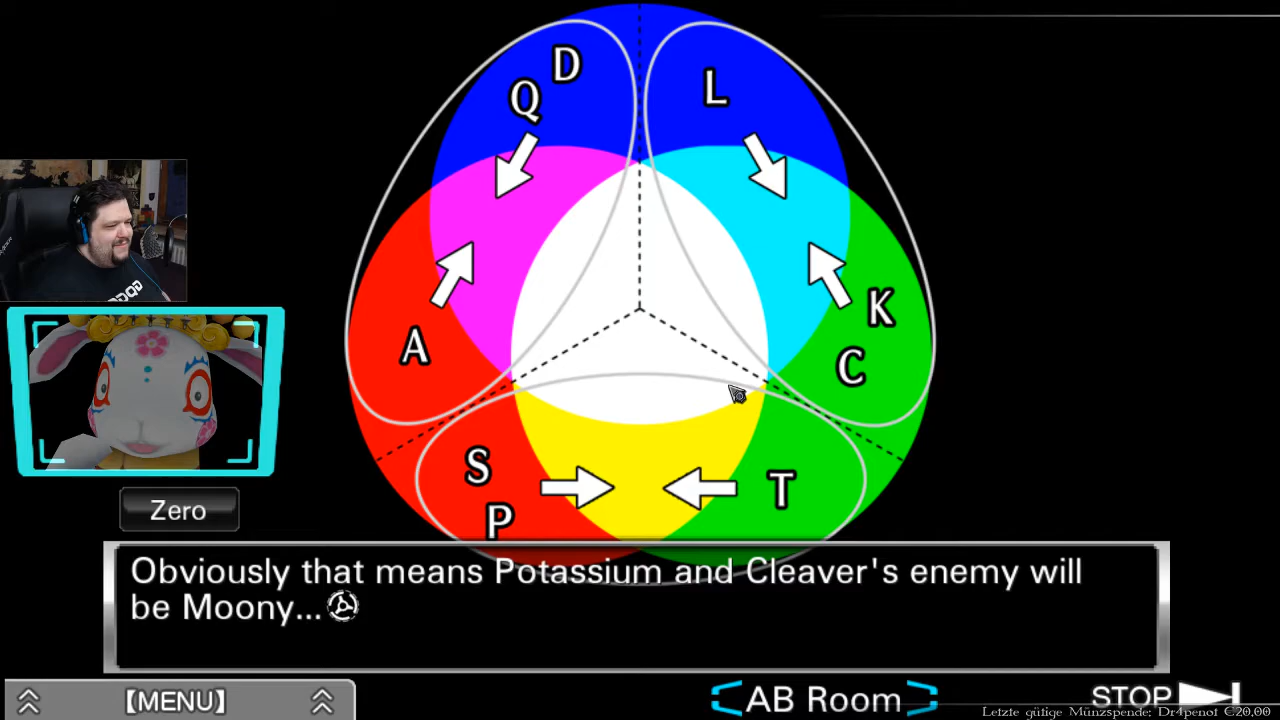 D
Q
L
A
K
C
S
P
T
Zero
Obviously that means Potassium and Cleaver's enemy will
be Moony...
【MENU】
AB Room
STOP
Letzte gütige Münzspende: Dr4penot €20,00